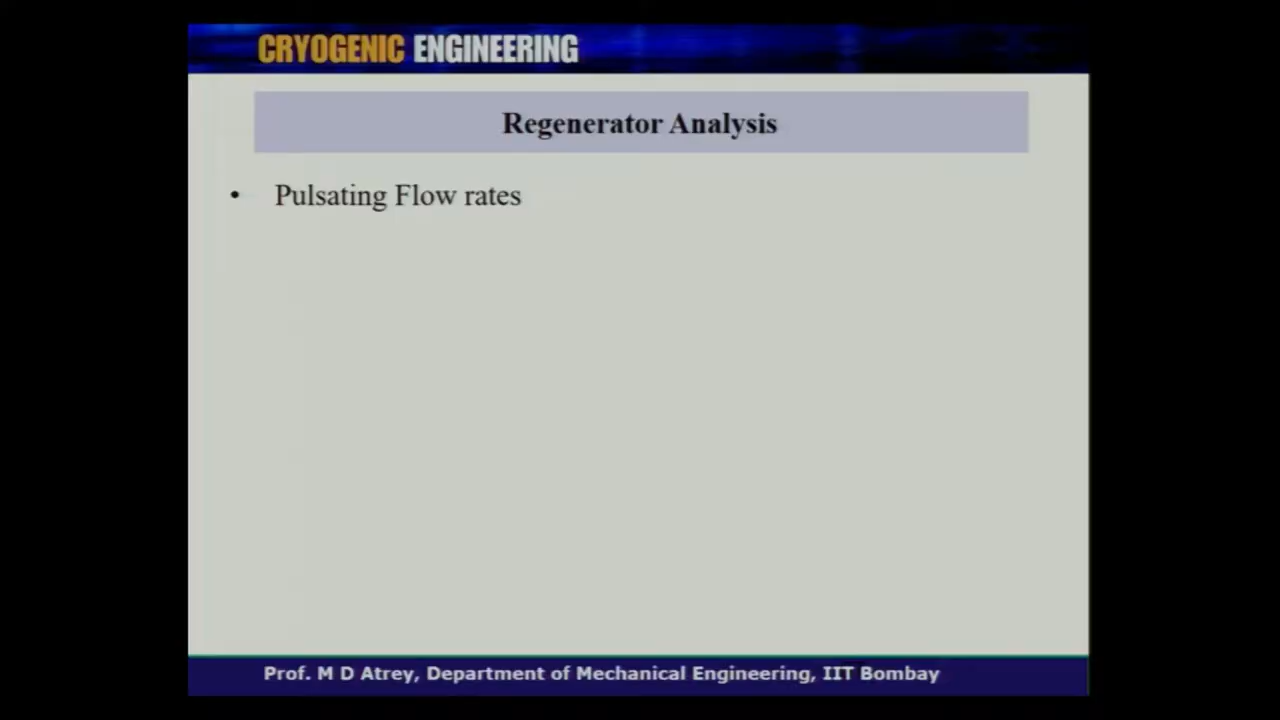 CRYOGENIC ENGINEERING
Regenerator Analysis
• Pulsating Flow rates
Prof. M D Atrey, Department of Mechanical Engineering, IIT Bombay